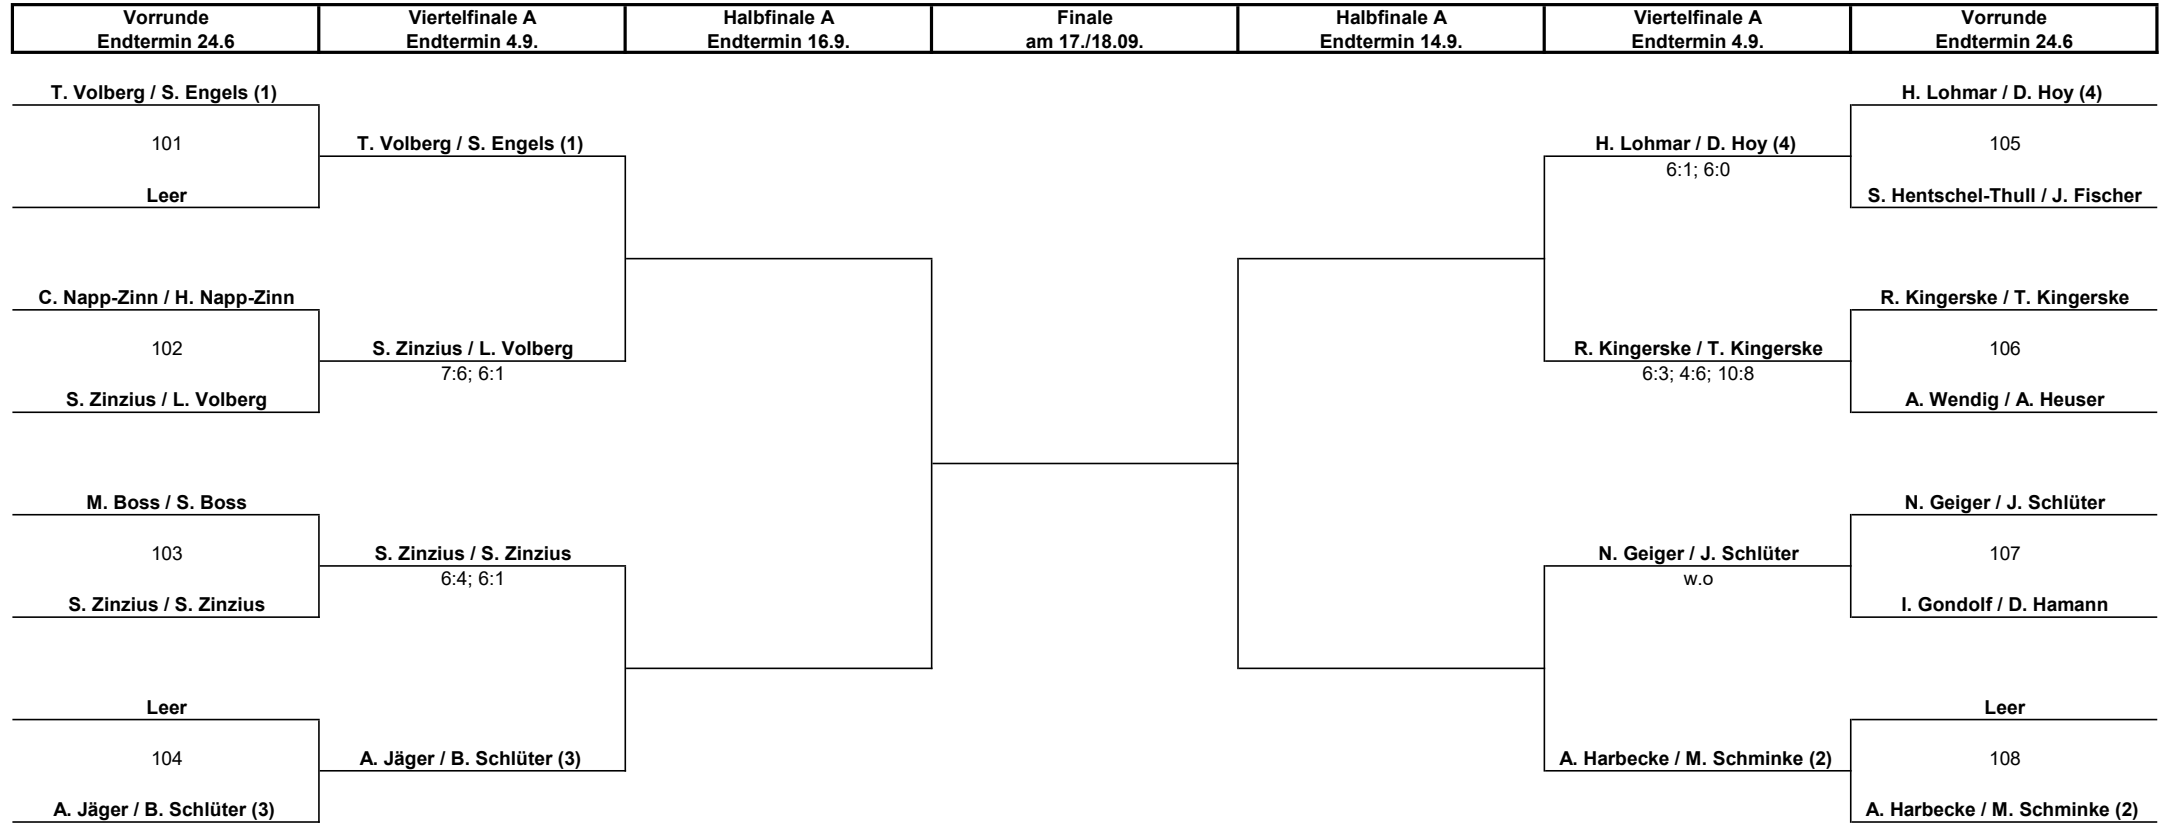 Vorrunde Viertelfinale A Halbfinale A Finale Halbfinale A Viertelfinale A Vorrunde
Endtermin 24.6 Endtermin 4.9. Endtermin 16.9. am 17./18.09. Endtermin 14.9. Endtermin 4.9. Endtermin 24.6
T. Volberg / S. Engels (1) H. Lohmar / D. Hoy (4)
101 T. Volberg / S. Engels (1) H. Lohmar / D. Hoy (4) 105
6:1; 6:0
Leer S. Hentschel-Thull / J. Fischer
C. Napp-Zinn / H. Napp-Zinn R. Kingerske / T. Kingerske
102 S. Zinzius / L. Volberg R. Kingerske / T. Kingerske 106
7:6; 6:1 6:3; 4:6; 10:8
S. Zinzius / L. Volberg A. Wendig / A. Heuser
M. Boss / S. Boss N. Geiger / J. Schlüter
103 S. Zinzius / S. Zinzius N. Geiger / J. Schlüter 107
6:4; 6:1 w.o
S. Zinzius / S. Zinzius I. Gondolf / D. Hamann
Leer Leer
104 A. Jäger / B. Schlüter (3) A. Harbecke / M. Schminke (2) 108
A. Jäger / B. Schlüter (3) A. Harbecke / M. Schminke (2)